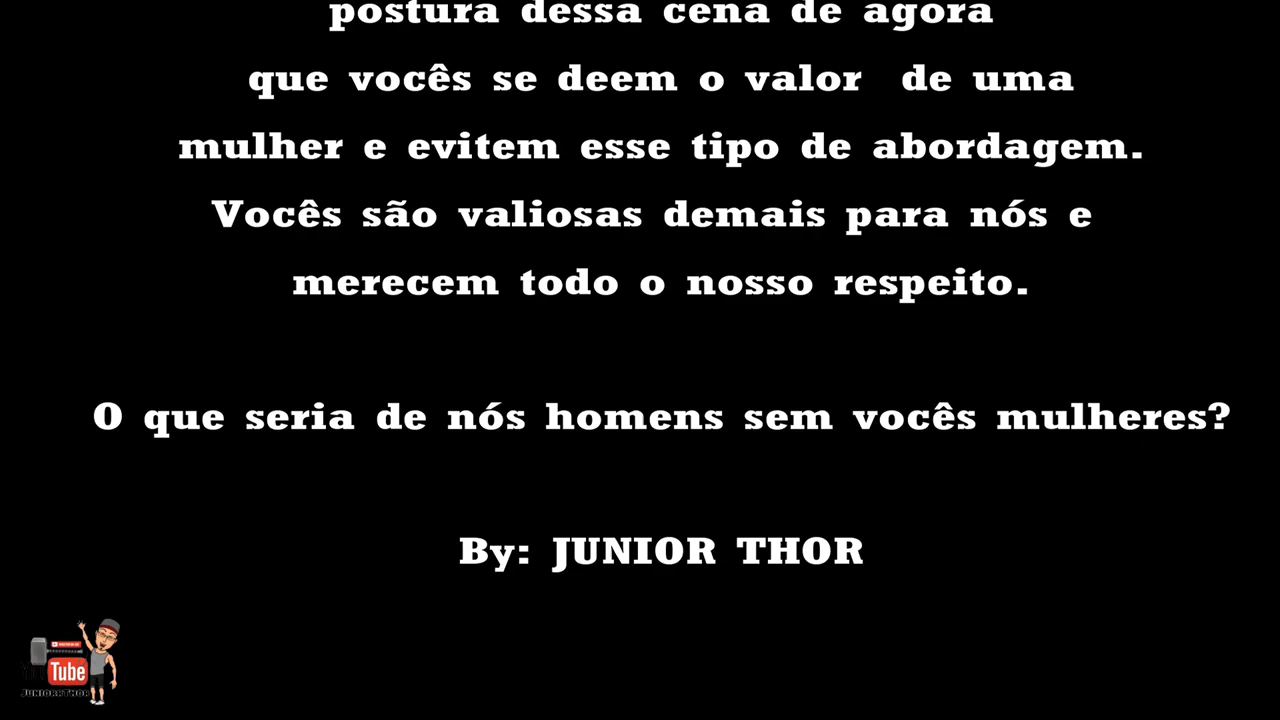 postura dessa cena de agora
que vocês se deem o valor  de uma
mulher e evitem esse tipo de abordagem.
Vocês são valiosas demais para nós e
merecem todo o nosso respeito.
O que seria de nós homens sem vocês mulheres?
By: JUNIOR THOR
Tube